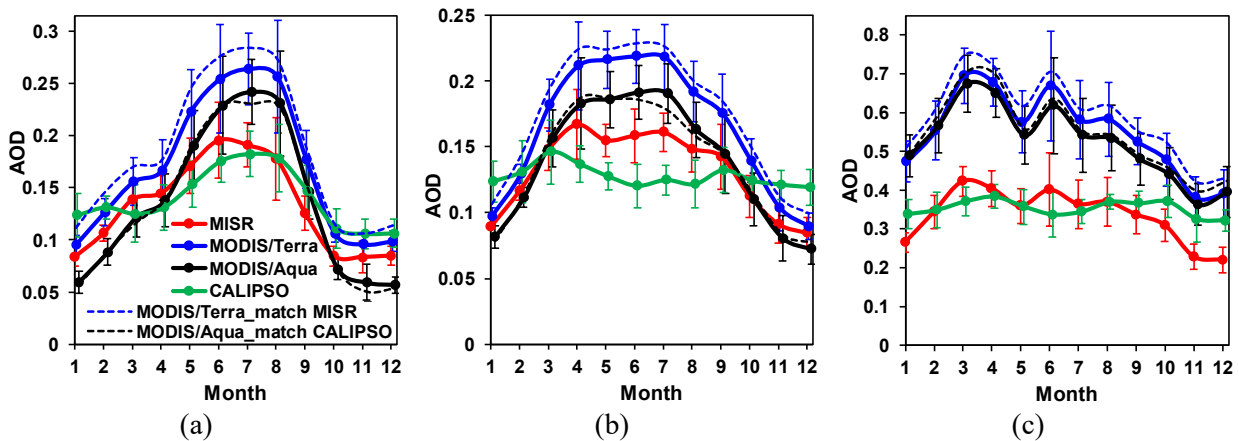 AOD
0.3
0.25
0.2
0.15
0.1
0.05
0
MISR
MODIS/Terra
MODIS/Aqua
CALIPSO
MODIS/Terra_match MISR
MODIS/Aqua_match CALIPSO
1 2 3 4 5 6 7 8 9 10 11 12
Month
(a)
AOD
0.25
0.2
0.15
0.1
0.05
0
1 2 3 4 5 6 7 8 9 10 11 12
Month
(b)
AOD
0.8
0.7
0.6
0.5
0.4
0.3
0.2
0.1
0
1 2 3 4 5 6 7 8 9 10 11 12
Month
(c)